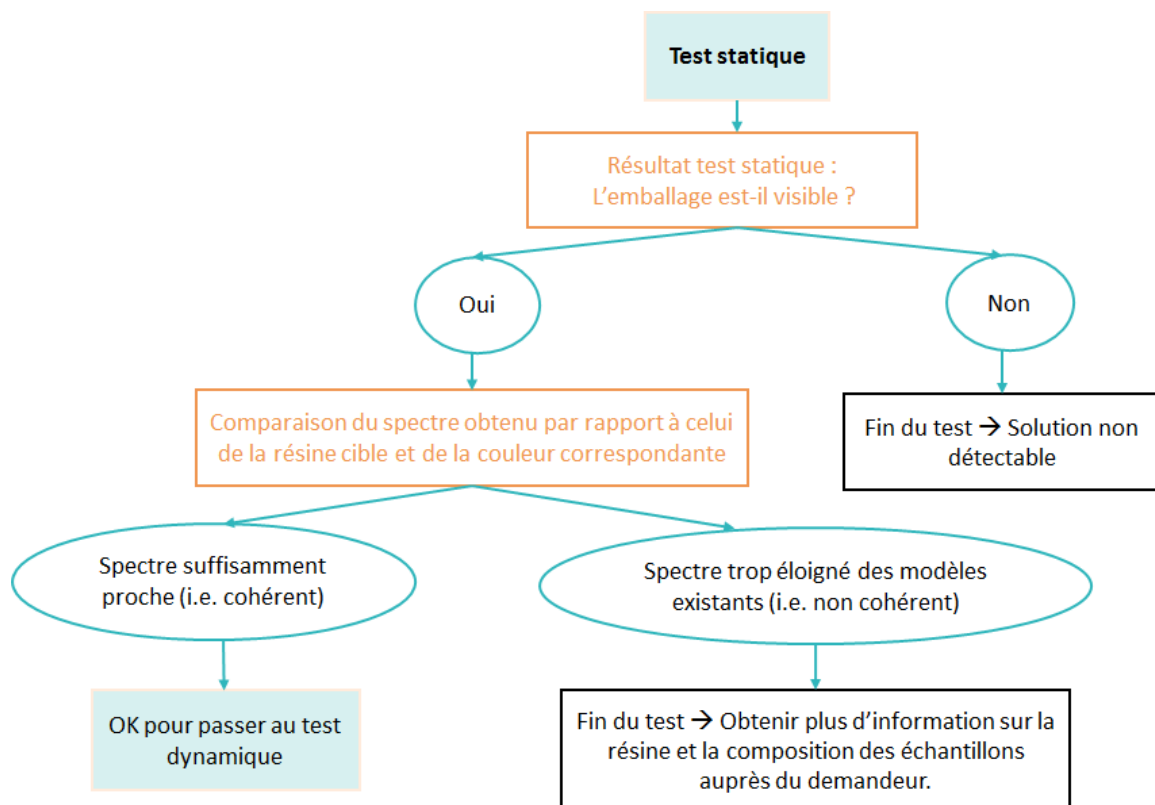 Test statique
Résultat test statique :
L’emballage est-il visible ?
Oui
Non
Comparaison du spectre obtenu par rapport à celui
de la résine cible et de la couleur correspondante
Fin du test → Solution non
détectable
Spectre suffisamment
proche (i.e. cohérent)
Spectre trop éloigné des modèles
existants (i.e. non cohérent)
OK pour passer au test
dynamique
Fin du test → Obtenir plus d’information sur la
résine et la composition des échantillons
auprès du demandeur.